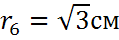 r₆ = √3см